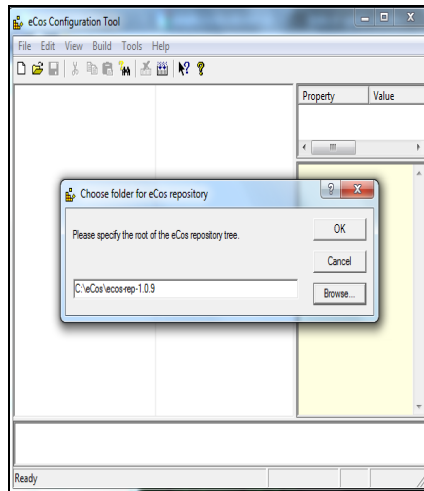 eCos Configuration Tool
File Edit View Build Tools Help
Property Value
Choose folder for eCos repository
Please specify the root of the eCos repository tree.
OK
Cancel
C:\eCos\ecos-rep-1.0.9
Browse...
Ready